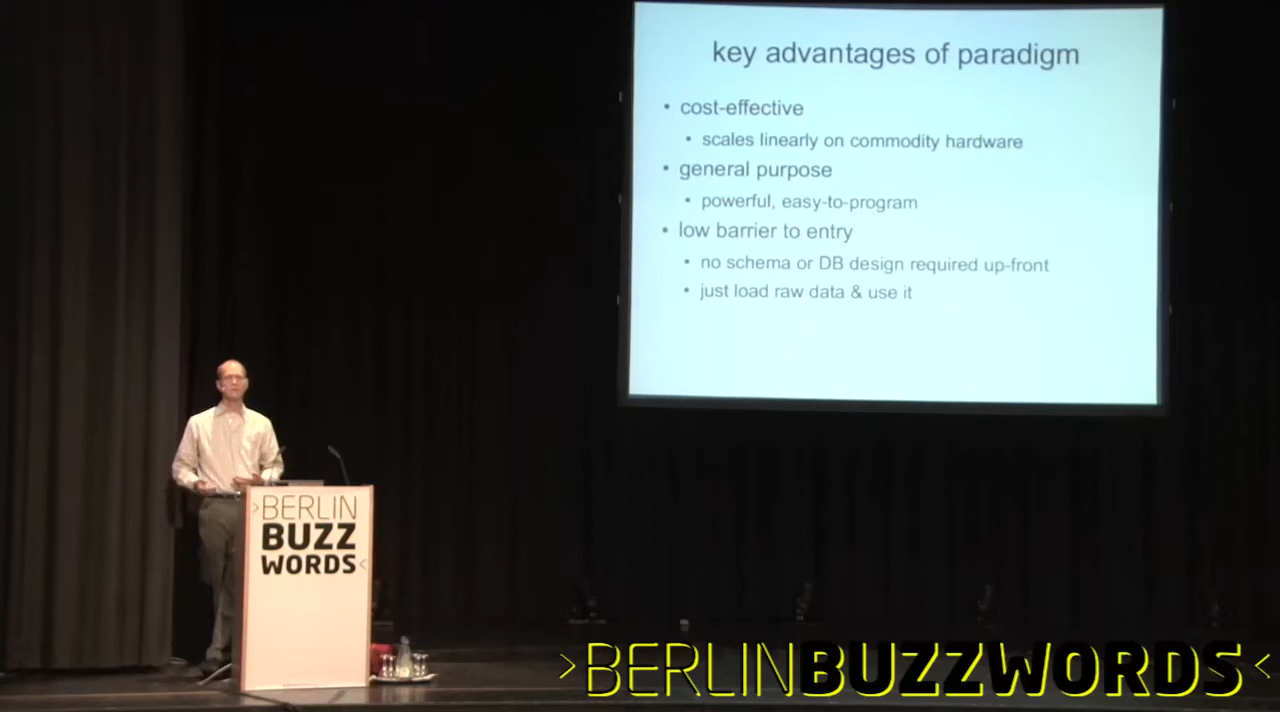 key advantages of paradigm
• cost-effective
• scales linearly on commodity hardware
• general purpose
• powerful, easy-to-program
• low barrier to entry
• no schema or DB design required up-front
• just load raw data & use it
>BERLIN
BUZZ
WORDS<
>BERLINBUZZWORDS<